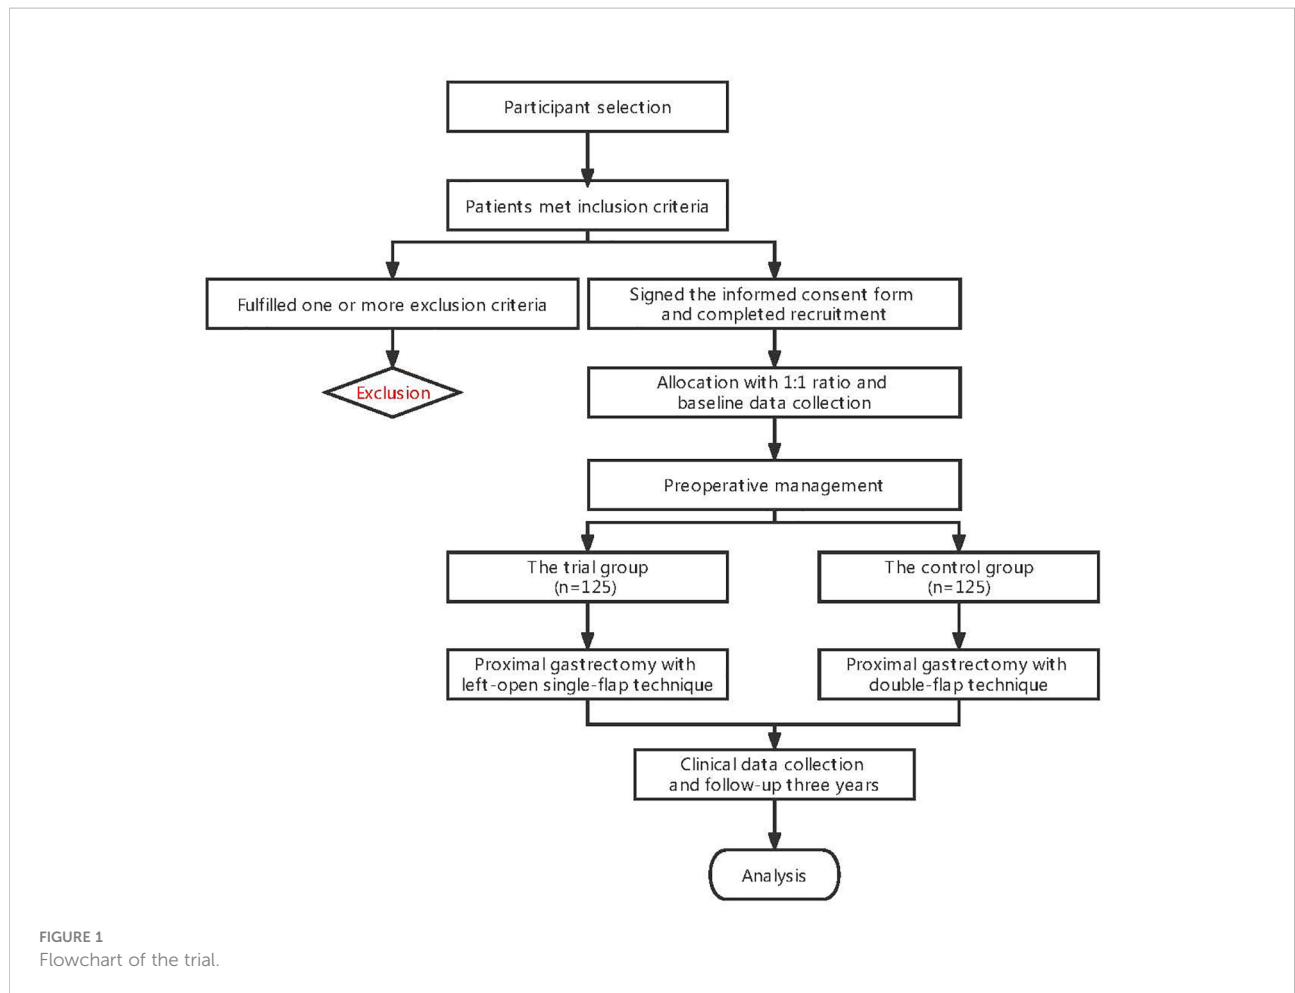 Participant selection
Patients met inclusion criteria
Fulfilled one or more exclusion criteria
Signed the informed consent form
and completed recruitment
Exclusion
Allocation with 1:1 ratio and
baseline data collection
Preoperative management
The trial group
(n=125)
The control group
(n=125)
Proximal gastrectomy with
left-open single-flap technique
Proximal gastrectomy with
double-flap technique
Clinical data collection
and follow-up three years
Analysis
FIGURE 1
Flowchart of the trial.